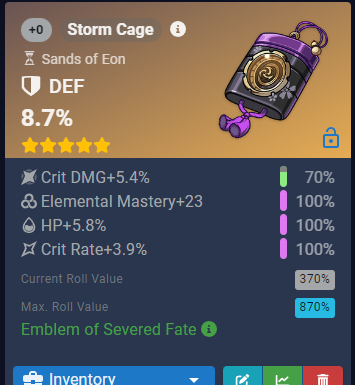 +0 Storm Cage
Sands of Eon
DEF
8.7%
Crit DMG+5.4% 70%
Elemental Mastery+23 100%
HP+5.8% 100%
Crit Rate+3.9% 100%
Current Roll Value 370%
Max. Roll Value 870%
Emblem of Severed Fate
Inventory